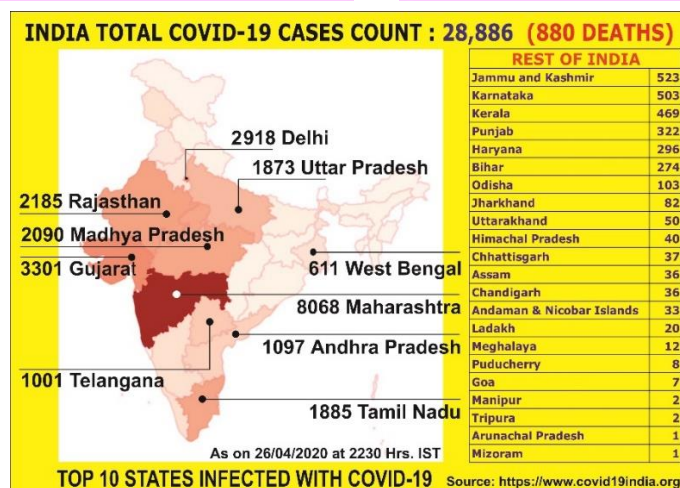 INDIA TOTAL COVID-19 CASES COUNT : 28,886 (880 DEATHS)
2918 Delhi
1873 Uttar Pradesh
2185 Rajasthan
2090 Madhya Pradesh
3301 Gujarat
611 West Bengal
8068 Maharashtra
1097 Andhra Pradesh
1001 Telangana
1885 Tamil Nadu
As on 26/04/2020 at 2230 Hrs. IST
TOP 10 STATES INFECTED WITH COVID-19
REST OF INDIA
Jammu and Kashmir 523
Karnataka 503
Kerala 469
Punjab 322
Haryana 296
Bihar 274
Odisha 103
Jharkhand 82
Uttarakhand 50
Himachal Pradesh 40
Chhattisgarh 37
Assam 36
Chandigarh 36
Andaman & Nicobar Islands 33
Ladakh 20
Meghalaya 12
Puducherry 8
Goa 7
Manipur 2
Tripura 2
Arunachal Pradesh 1
Mizoram 1
Source: https://www.covid19india.org